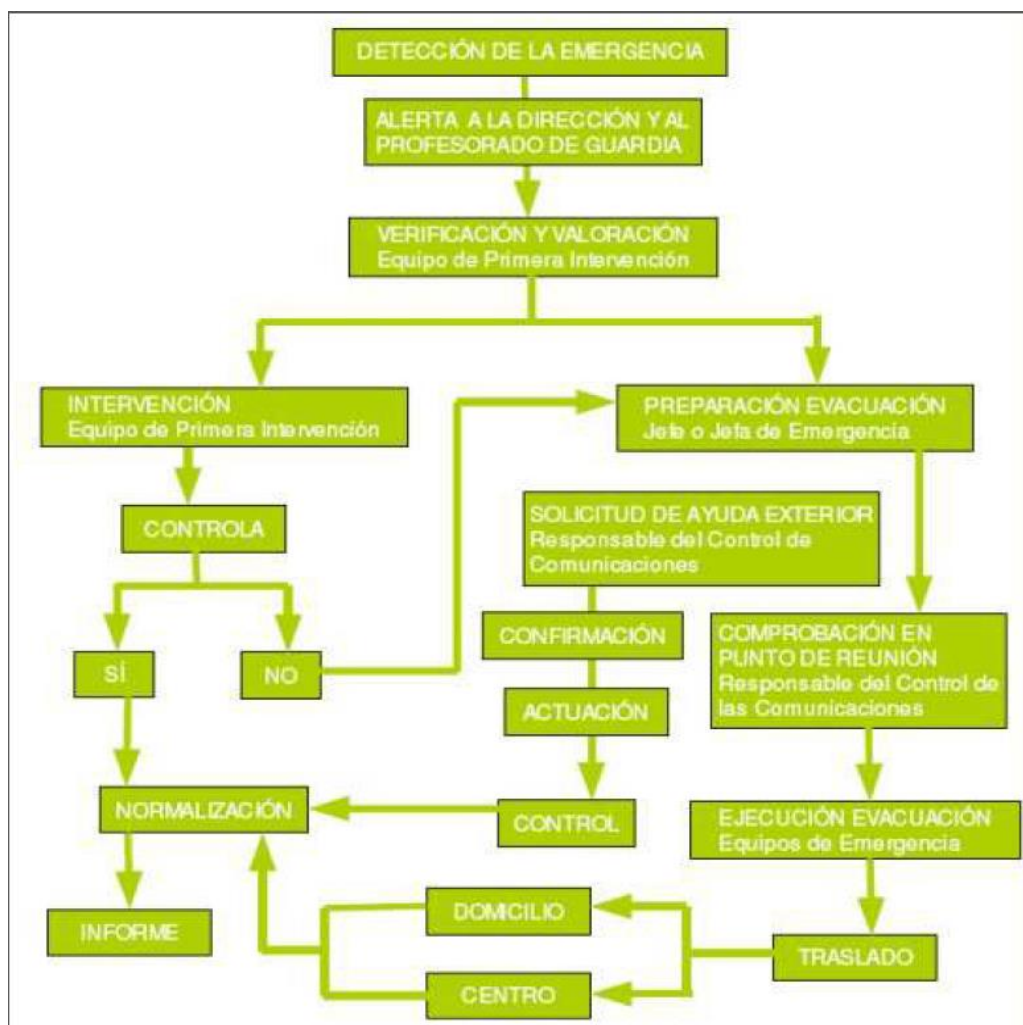 DETECCIÓN DE LA EMERGENCIA
ALERTA A LA DIRECCIÓN Y AL
PROFESORADO DE GUARDIA
VERIFICACIÓN Y VALORACIÓN
Equipo de Primera Intervención
INTERVENCIÓN
Equipo de Primera Intervención
PREPARACIÓN EVACUACIÓN
Jefe o Jefa de Emergencia
CONTROLA
SOLICITUD DE AYUDA EXTERIOR
Responsable del Control de
Comunicaciones
SÍ
NO
CONFIRMACIÓN
COMPROBACIÓN EN
PUNTO DE REUNIÓN
Responsable del Control de
las Comunicaciones
ACTUACIÓN
NORMALIZACIÓN
CONTROL
EJECUCIÓN EVACUACIÓN
Equipos de Emergencia
INFORME
DOMICILIO
TRASLADO
CENTRO